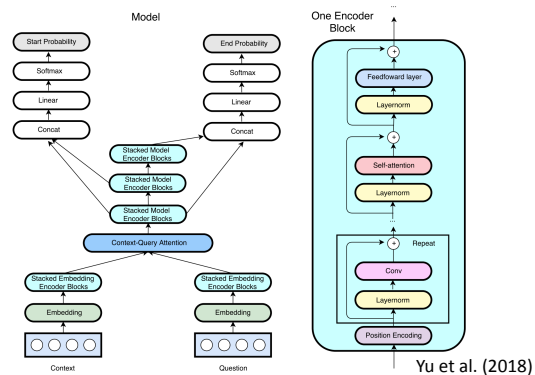 Model
Start Probability
Softmax
Linear
Concat
End Probability
Softmax
Linear
Concat
Stacked Model
Encoder Blocks
Stacked Model
Encoder Blocks
Stacked Model
Encoder Blocks
Context-Query Attention
Stacked Embedding
Encoder Blocks
Embedding
Context
Stacked Embedding
Encoder Blocks
Embedding
Question
One Encoder
Block
...
+
Feedfoward layer
Layernorm
+
Self-attention
Layernorm
...
+
Repeat
Conv
Layernorm
Position Encoding
Yu et al. (2018)